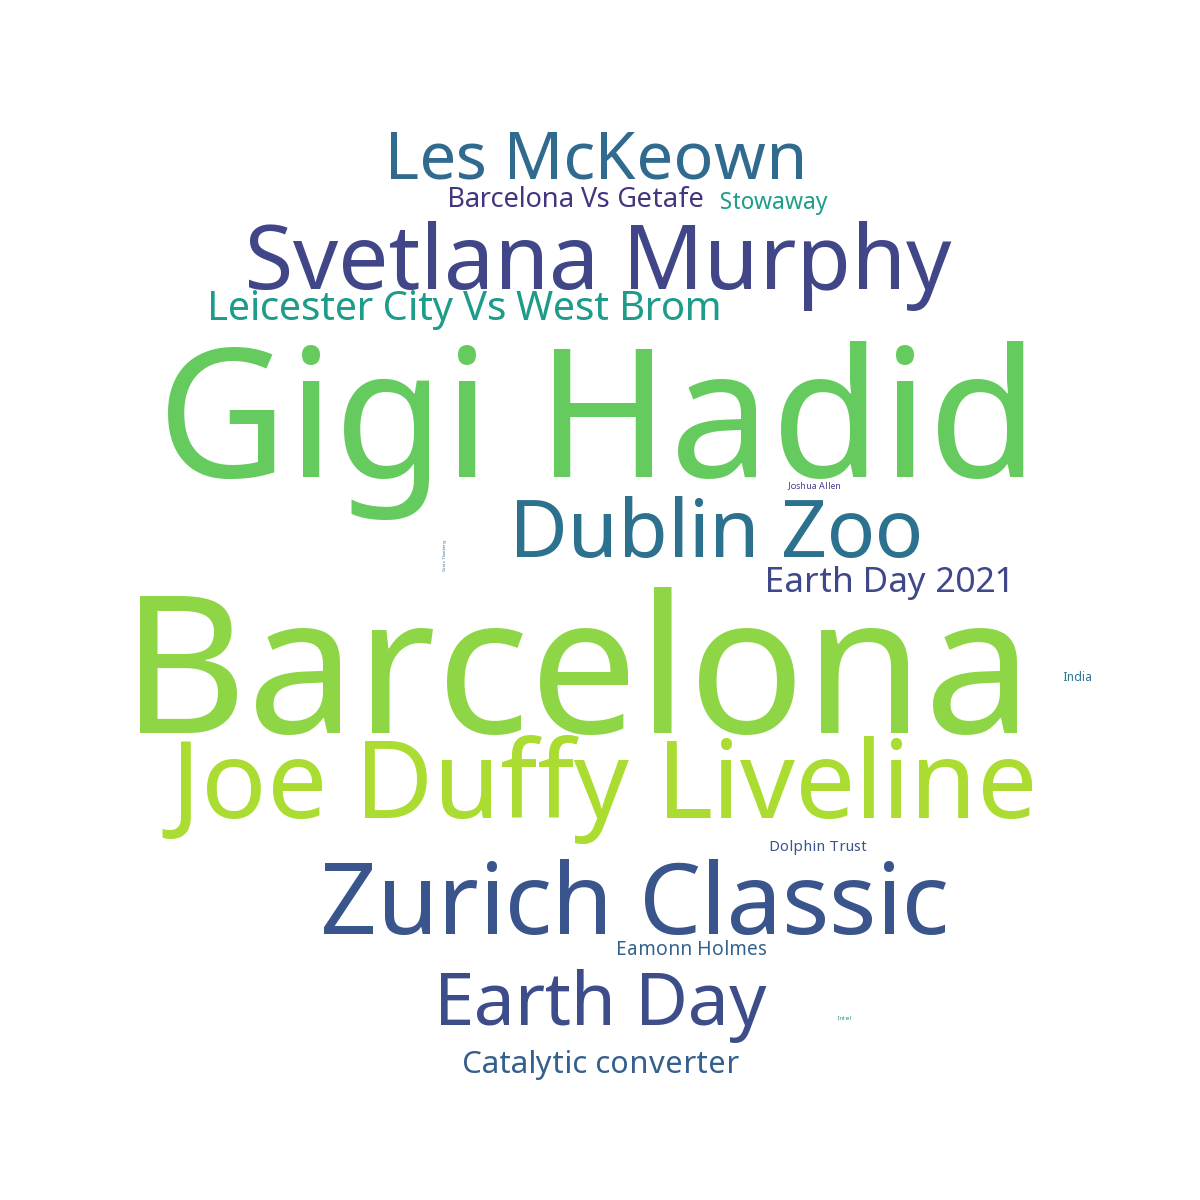 Les McKeown
Barcelona Vs Getafe
Stowaway
Svetlana Murphy
Leicester City Vs West Brom
Gigi Hadid
Joshua Allen
Dublin Zoo
Greta Thunberg
Earth Day 2021
Barcelona
India
Joe Duffy Liveline
Dolphin Trust
Zurich Classic
Eamonn Holmes
Earth Day
Intel
Catalytic converter